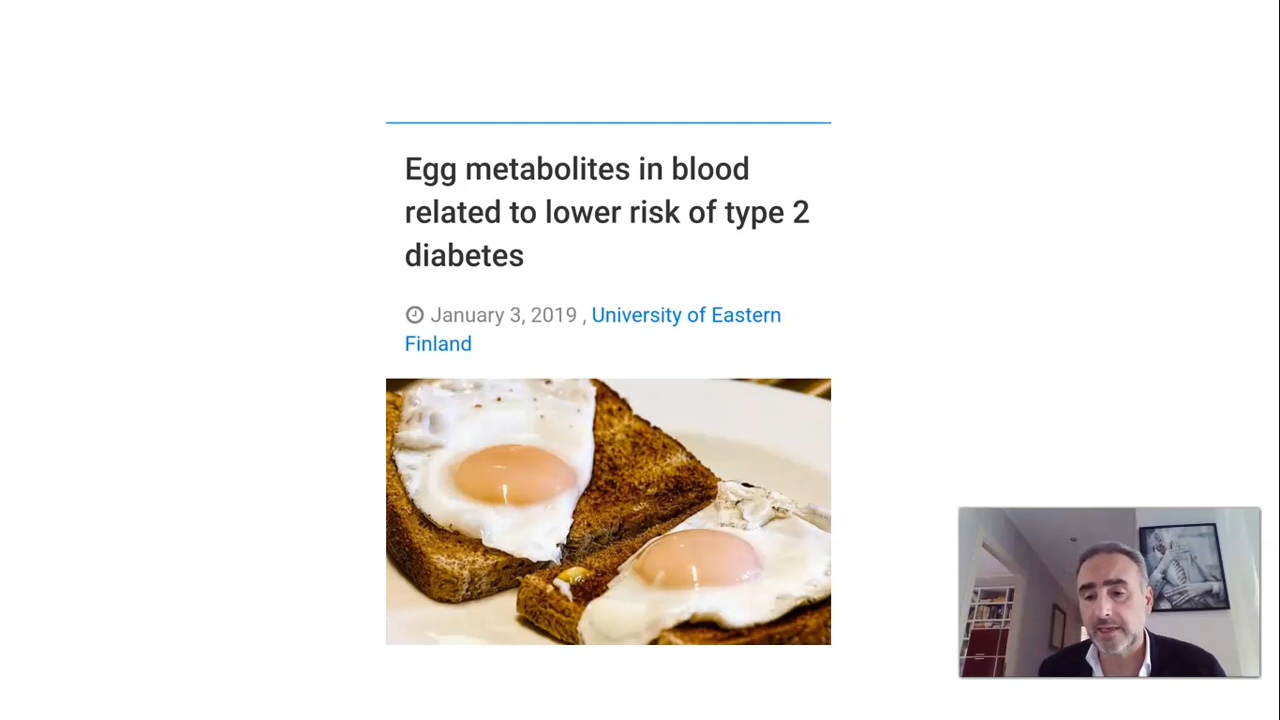 Egg metabolites in blood
related to lower risk of type 2
diabetes
January 3, 2019 , University of Eastern
Finland